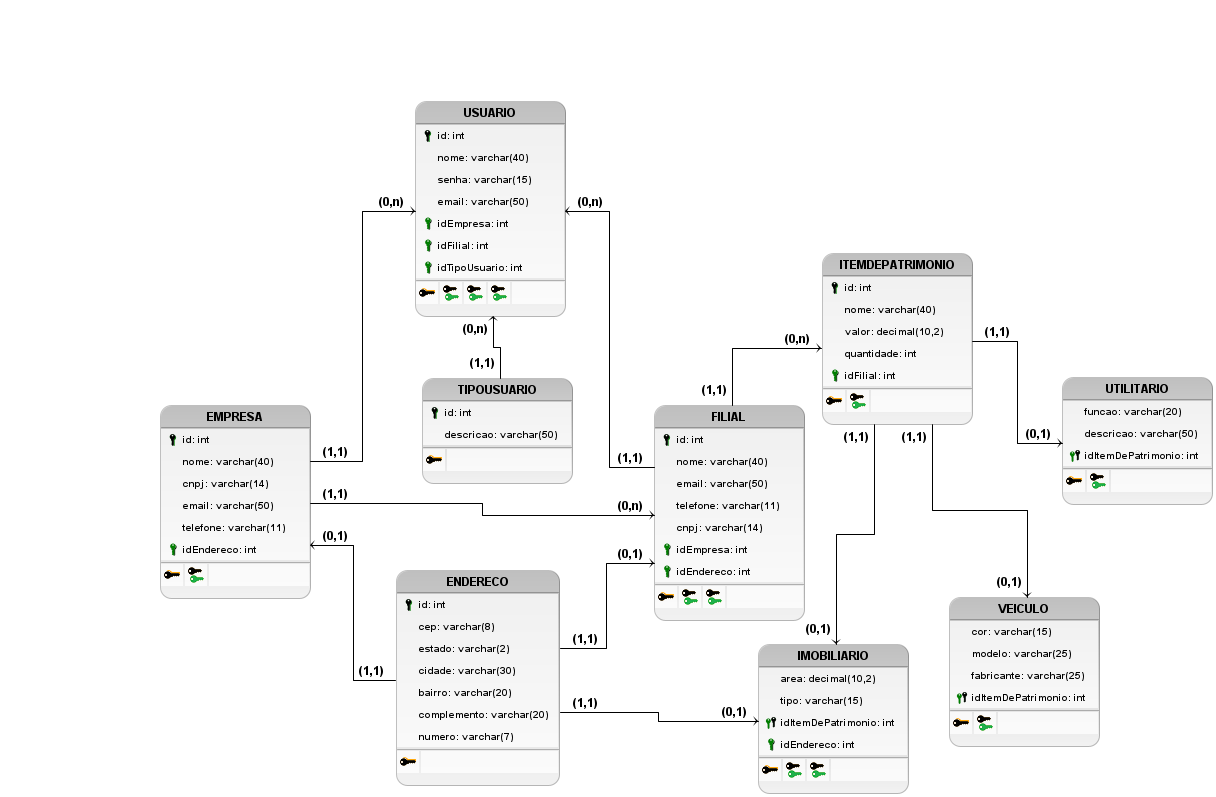 USUARIO
id: int
nome: varchar(40)
senha: varchar(15)
email: varchar(50)
idEmpresa: int
idFilial: int
idTipoUsuario: int
(0,n)
(0,n)
(0,n)
(1,1)
TIPOUSUARIO
id: int
descricao: varchar(50)
EMPRESA
id: int
nome: varchar(40)
cnpj: varchar(14)
email: varchar(50)
telefone: varchar(11)
idEndereco: int
(1,1)
(1,1)
(0,1)
(1,1)
ENDERECO
id: int
cep: varchar(8)
estado: varchar(2)
cidade: varchar(30)
bairro: varchar(20)
complemento: varchar(20)
numero: varchar(7)
(1,1)
(1,1)
FILIAL
id: int
nome: varchar(40)
email: varchar(50)
telefone: varchar(11)
cnpj: varchar(14)
idEmpresa: int
idEndereco: int
(1,1)
(0,n)
(0,1)
(1,1)
(0,n)
ITEMDEPATRIMONIO
id: int
nome: varchar(40)
valor: decimal(10,2)
quantidade: int
idFilial: int
(1,1)
(1,1)
(1,1)
(0,1)
UTILITARIO
funcao: varchar(20)
descricao: varchar(50)
idItemDePatrimonio: int
(0,1)
VEICULO
cor: varchar(15)
modelo: varchar(25)
fabricante: varchar(25)
idItemDePatrimonio: int
(0,1)
(0,1)
IMOBILIARIO
area: decimal(10,2)
tipo: varchar(15)
idItemDePatrimonio: int
idEndereco: int